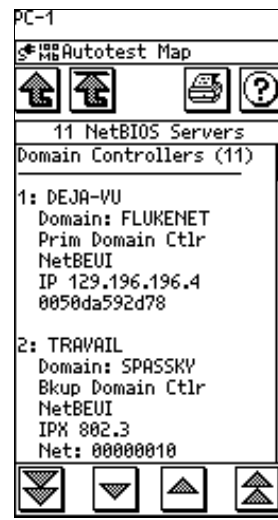 PC-1
10 MB Autotest Map
?
11 NetBIOS Servers
Domain Controllers (11)
1: DEJA-VU
Domain: FLUKENET
Prim Domain Ctlr
NetBEUI
IP 129.196.196.4
0050da592d78
2: TRAVAIL
Domain: SPASSKY
Bkup Domain Ctlr
NetBEUI
IPX 802.3
Net: 00000010